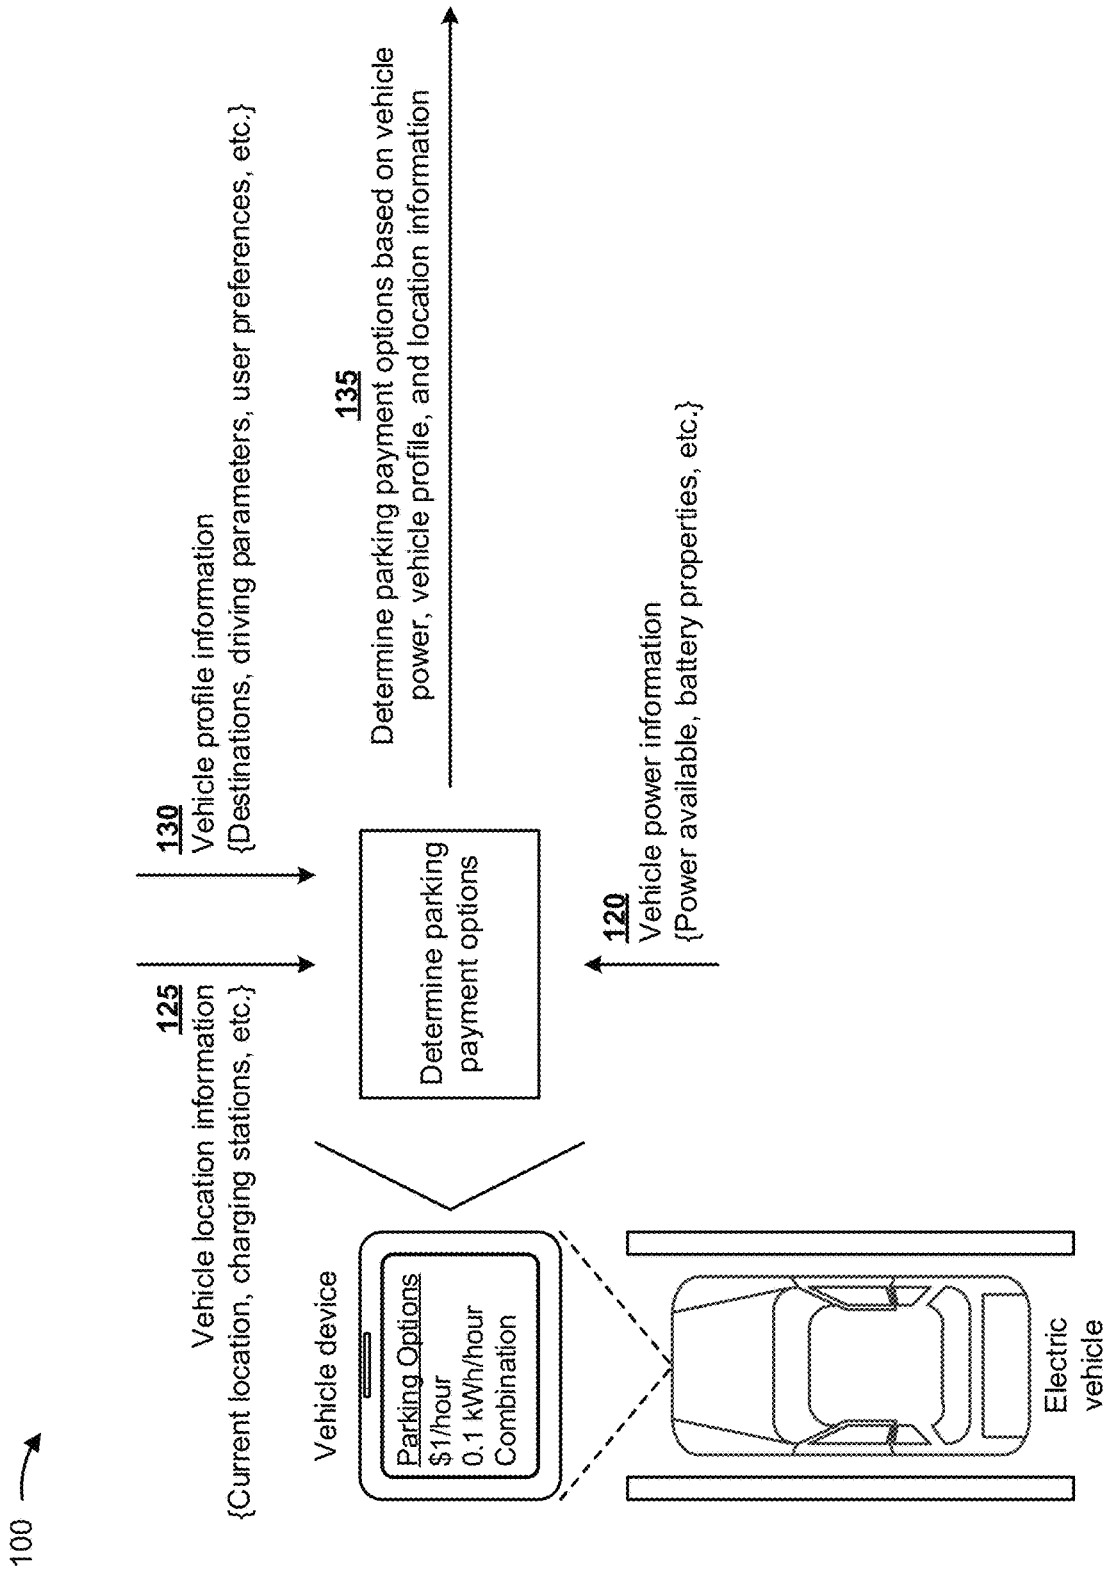 100
125
Vehicle location information
{Current location, charging stations, etc.}
130
Vehicle profile information
{Destinations, driving parameters, user preferences, etc.}
Vehicle device
Parking Options
$1/hour
0.1 kWh/hour
Combination
Determine parking
payment options
135
Determine parking payment options based on vehicle
power, vehicle profile, and location information
120
Vehicle power information
{Power available, battery properties, etc.}
Electric
vehicle